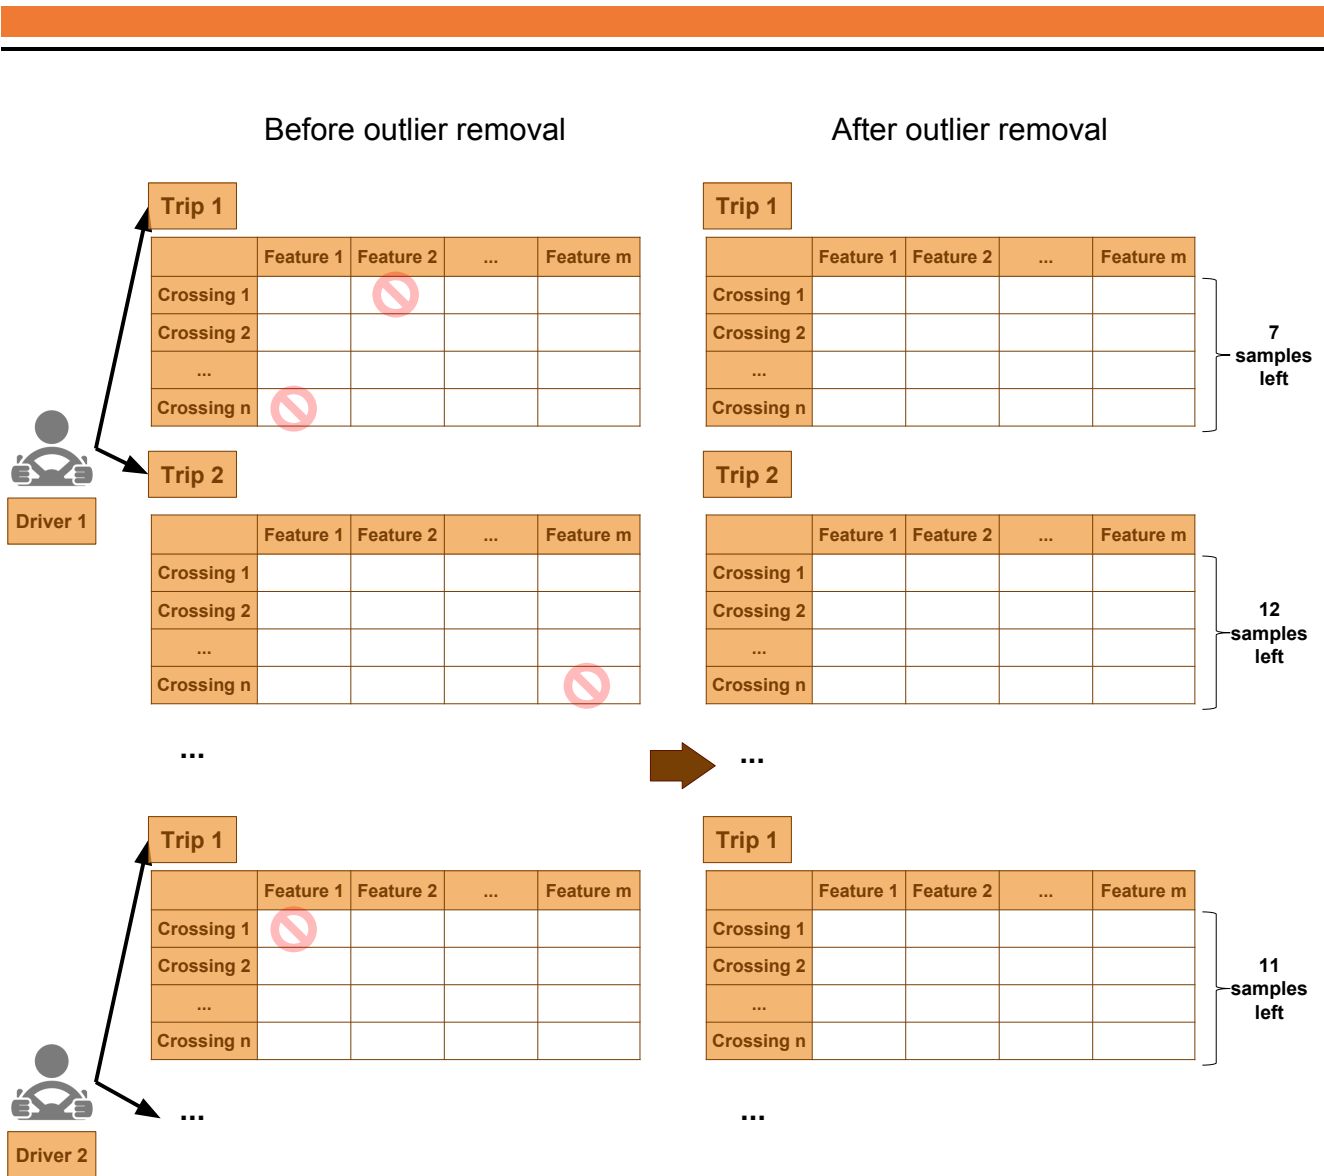 Before outlier removal
After outlier removal
Trip 1
Feature 1 Feature 2 ... Feature m
Crossing 1
Crossing 2
...
Crossing n
Trip 1
Feature 1 Feature 2 ... Feature m
Crossing 1
Crossing 2
...
Crossing n
7
samples
left
Driver 1
Trip 2
Feature 1 Feature 2 ... Feature m
Crossing 1
Crossing 2
...
Crossing n
Trip 2
Feature 1 Feature 2 ... Feature m
Crossing 1
Crossing 2
...
Crossing n
12
samples
left
...
...
Trip 1
Feature 1 Feature 2 ... Feature m
Crossing 1
Crossing 2
...
Crossing n
Trip 1
Feature 1 Feature 2 ... Feature m
Crossing 1
Crossing 2
...
Crossing n
11
samples
left
...
...
Driver 2